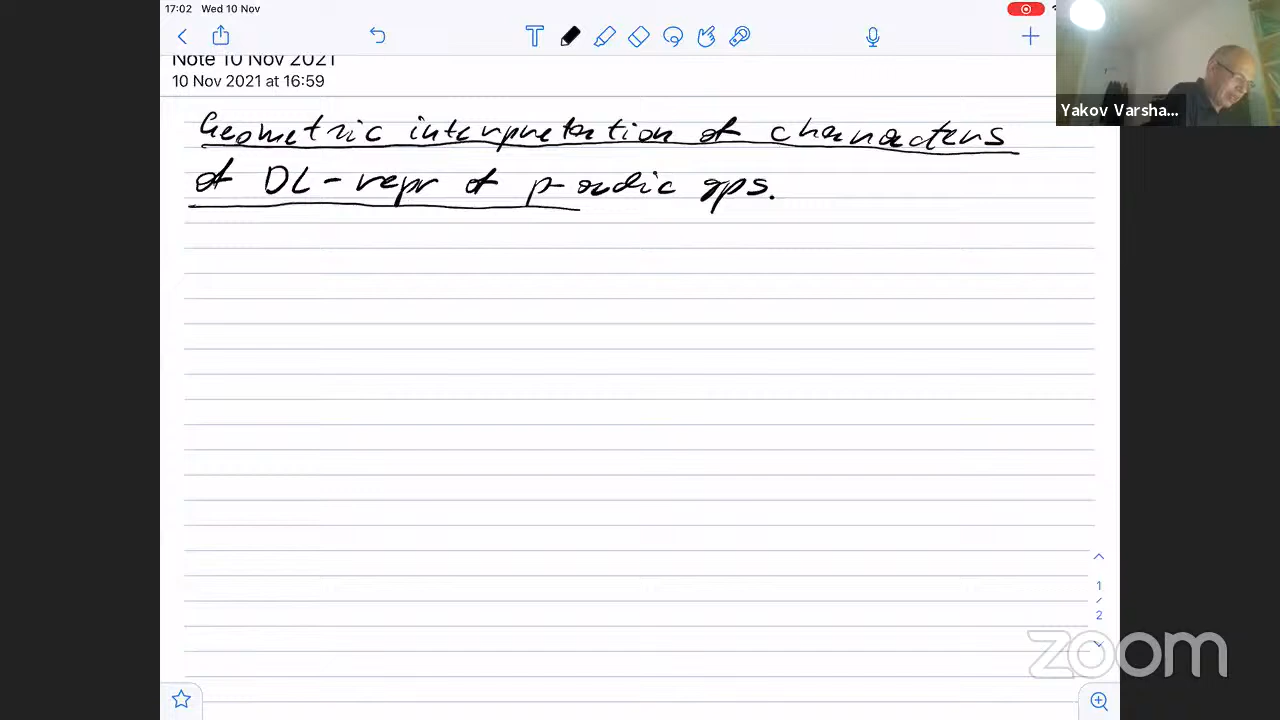 17:02 Wed 10 Nov
Note 10 Nov 2021
10 Nov 2021 at 16:59
Yakov Varsha...
Geometric interpretation of characters
of DL-repr of p-adic gps.
1
/
2
zoom